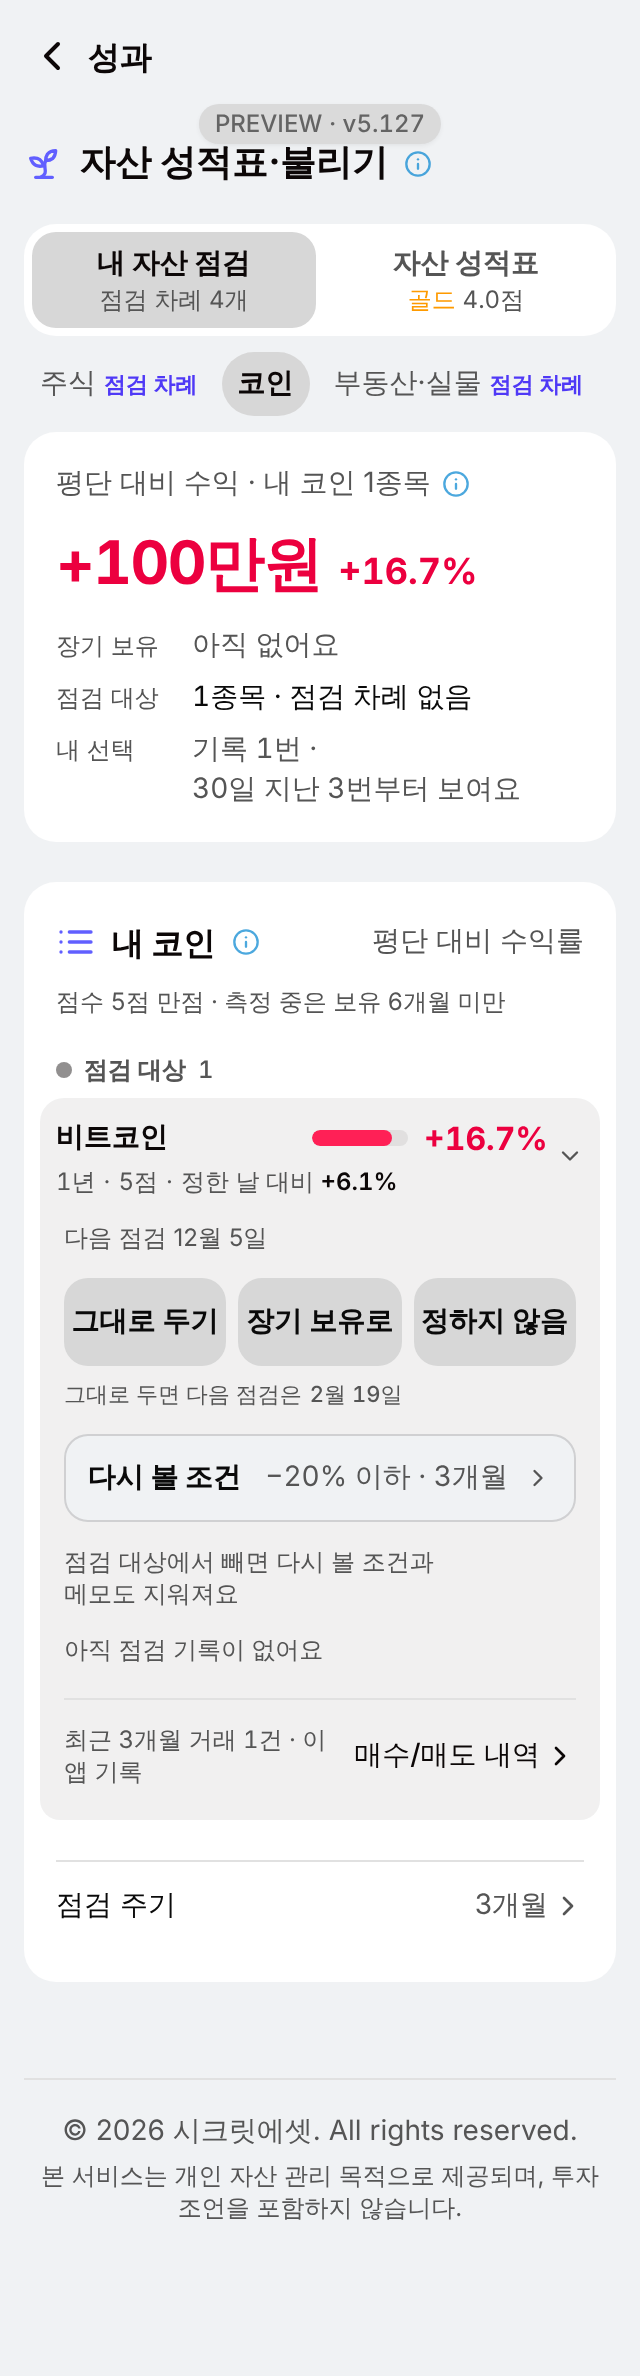 성과
PREVIEW · v5.127
자산 성적표·불리기
내 자산 점검
점검 차례 4개
자산 성적표
골드 4.0점
주식 점검 차례
코인
부동산·실물 점검 차례
평단 대비 수익 · 내 코인 1종목
+100만원 +16.7%
장기 보유 아직 없어요
점검 대상 1종목 · 점검 차례 없음
내 선택 기록 1번 ·
30일 지난 3번부터 보여요
내 코인 평단 대비 수익률
점수 5점 만점 · 측정 중은 보유 6개월 미만
점검 대상 1
비트코인 +16.7%
1년 · 5점 · 정한 날 대비 +6.1%
다음 점검 12월 5일
그대로 두기 장기 보유로 정하지 않음
그대로 두면 다음 점검은 2월 19일
다시 볼 조건 −20% 이하 · 3개월
점검 대상에서 빼면 다시 볼 조건과
메모도 지워져요
아직 점검 기록이 없어요
최근 3개월 거래 1건 · 이
앱 기록
매수/매도 내역
점검 주기 3개월
© 2026 시크릿에셋. All rights reserved.
본 서비스는 개인 자산 관리 목적으로 제공되며, 투자
조언을 포함하지 않습니다.